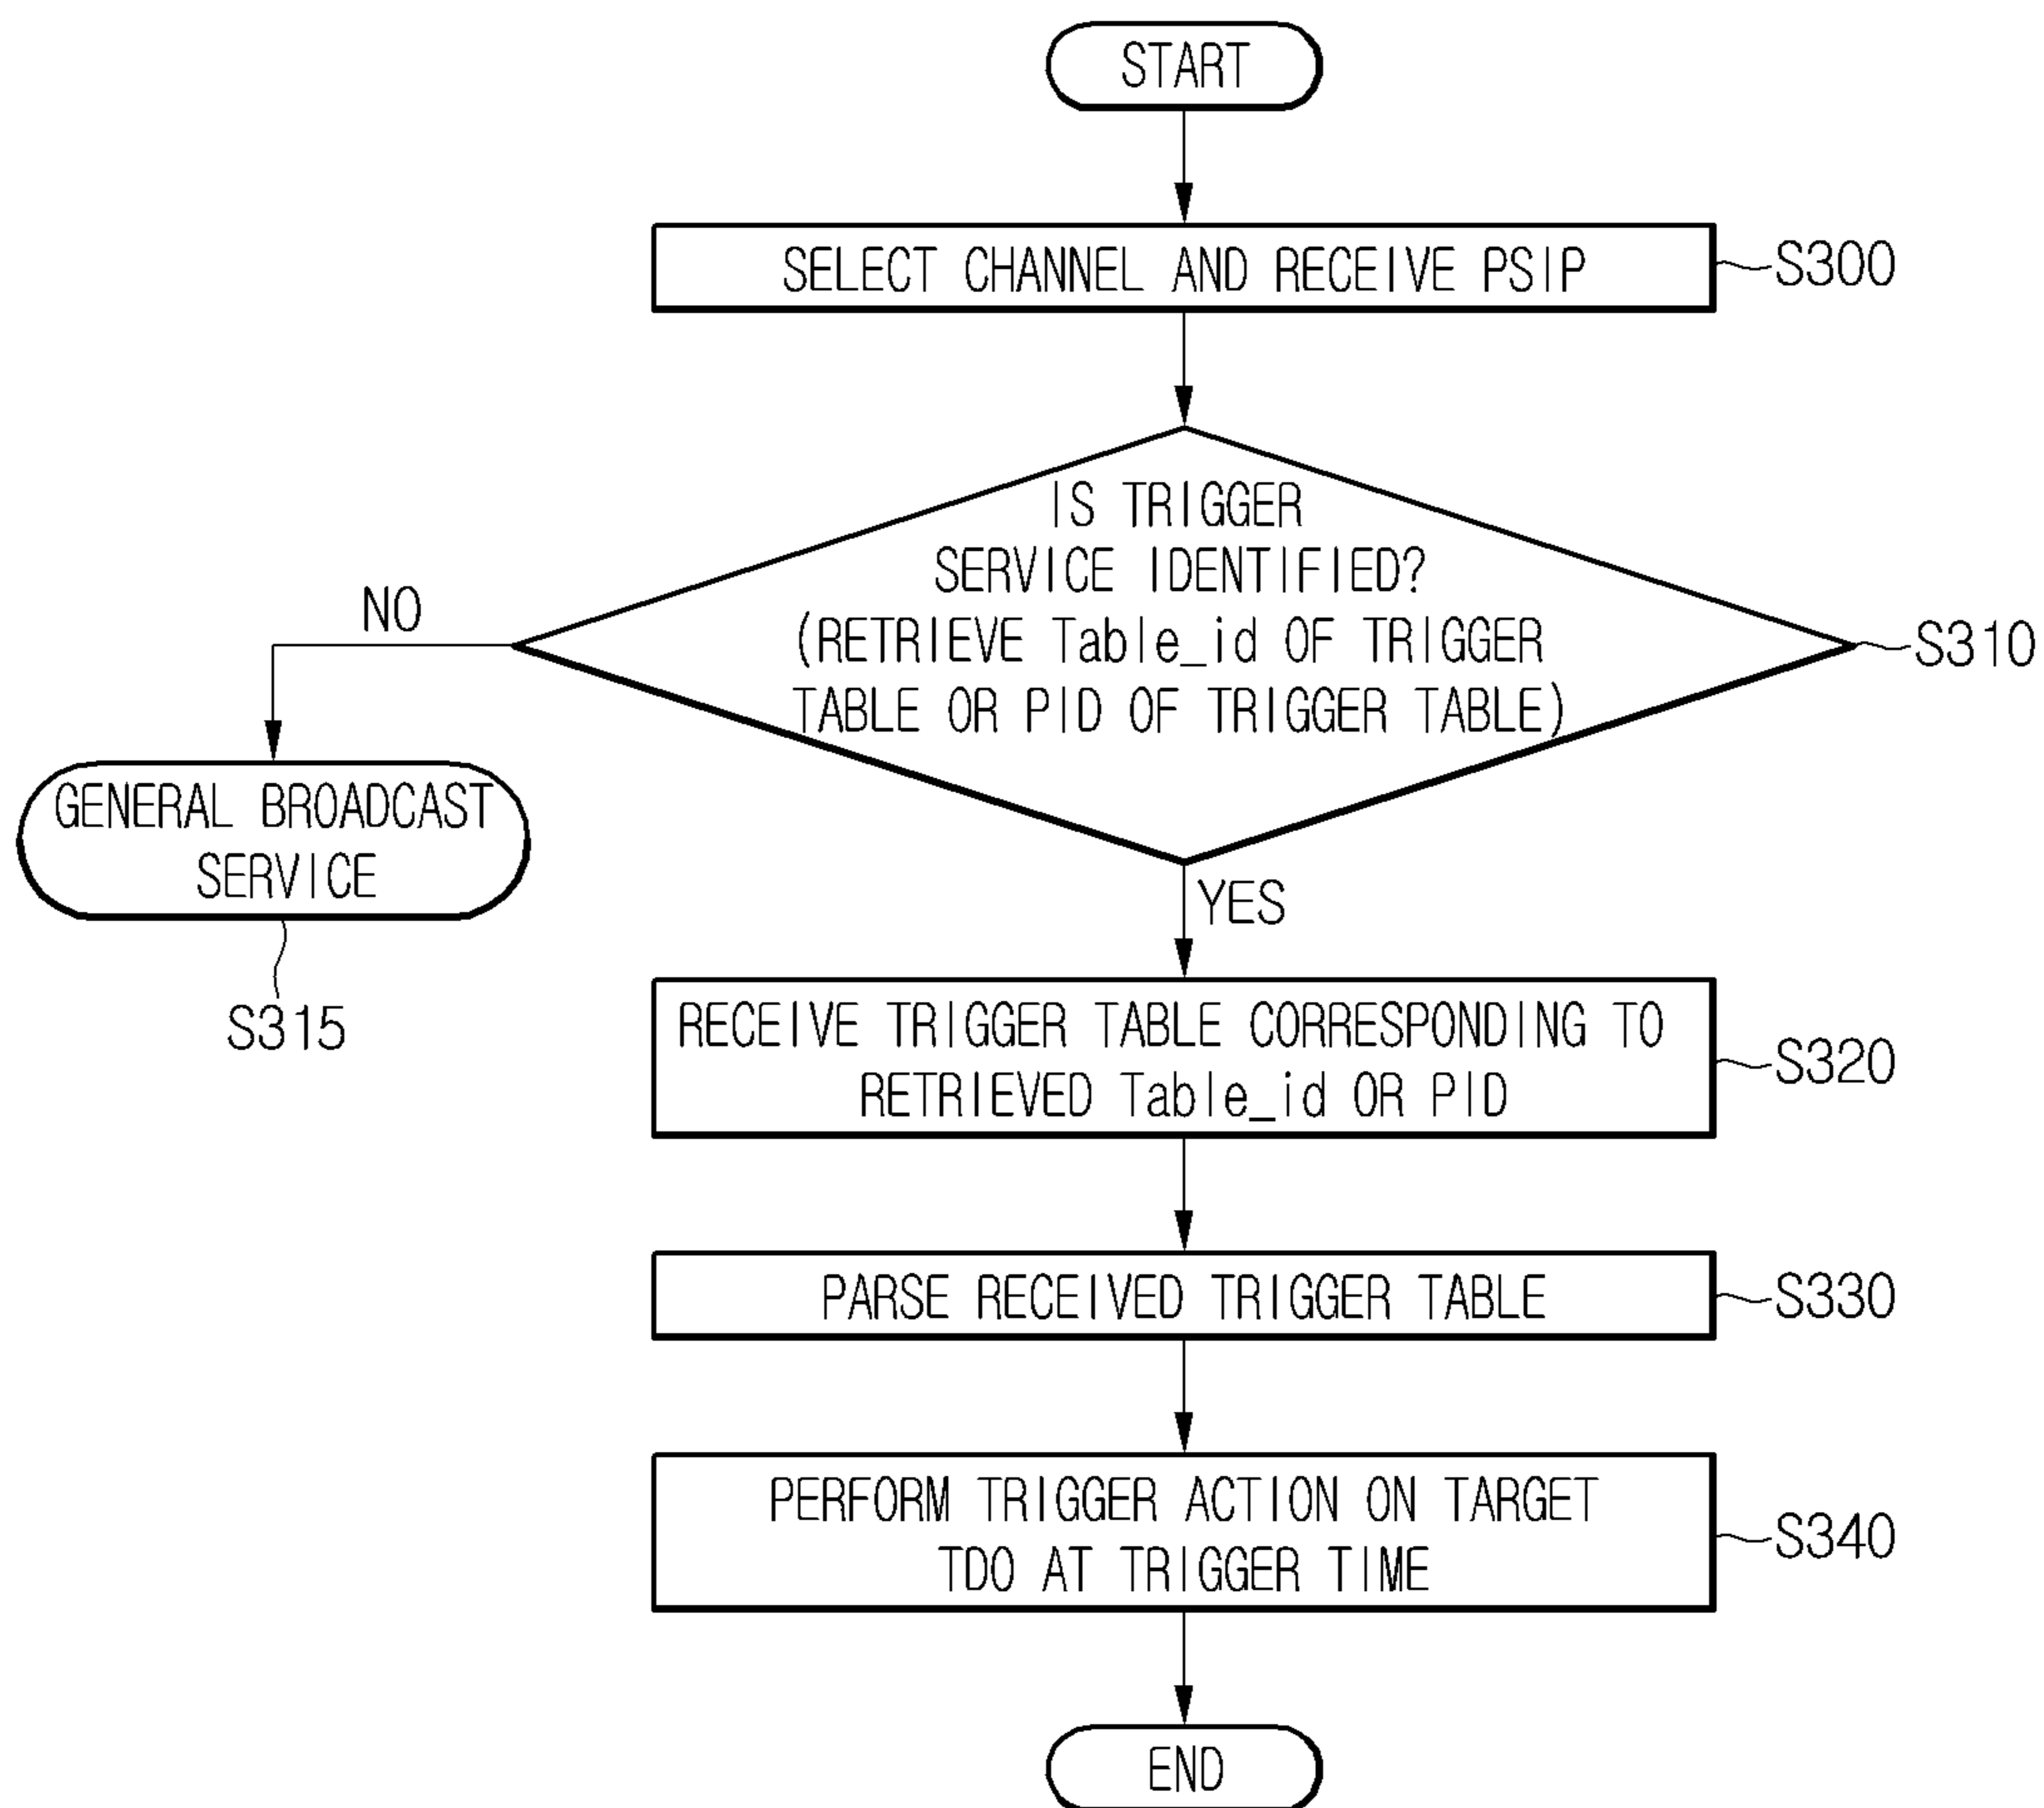 START
SELECT CHANNEL AND RECEIVE PSIP
S300
IS TRIGGER
SERVICE IDENTIFIED?
(RETRIEVE Table_id OF TRIGGER
TABLE OR PID OF TRIGGER TABLE)
S310
NO
GENERAL BROADCAST
SERVICE
S315
YES
RECEIVE TRIGGER TABLE CORRESPONDING TO
RETRIEVED Table_id OR PID
S320
PARSE RECEIVED TRIGGER TABLE
S330
PERFORM TRIGGER ACTION ON TARGET
TDO AT TRIGGER TIME
S340
END